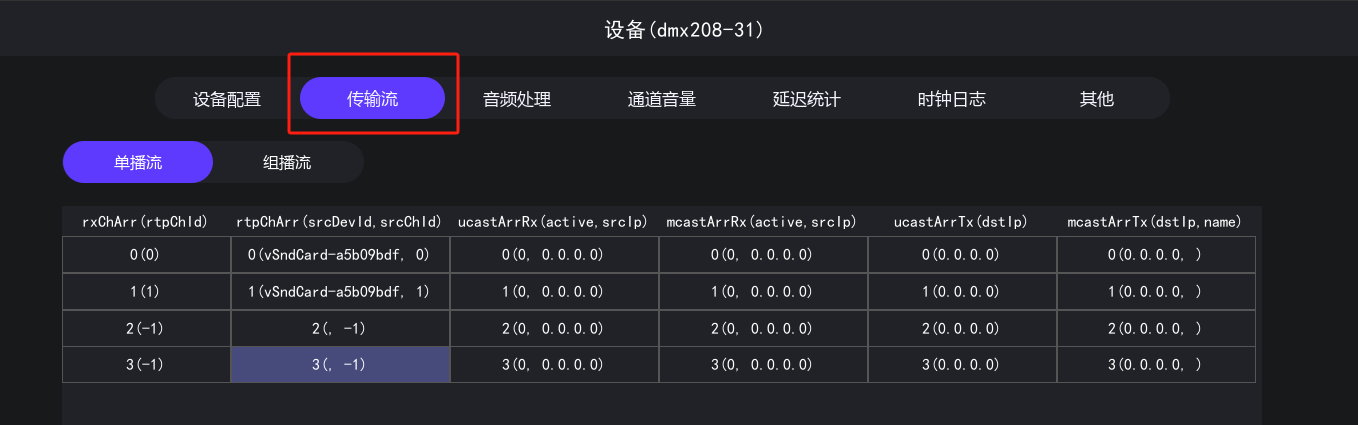 设备(dmx208-31)
设备配置 传输流 音频处理 通道音量 延迟统计 时钟日志 其他
单播流 组播流
rxChArr(rtpChId) rtpChArr(srcDevId,srcChId) ucastArrRx(active,srcIp) mcastArrRx(active,srcIp) ucastArrTx(dstIp) mcastArrTx(dstIp,name)
0(0) 0(vSndCard-a5b09bdf, 0) 0(0, 0.0.0.0) 0(0, 0.0.0.0) 0(0.0.0.0) 0(0.0.0.0, )
1(1) 1(vSndCard-a5b09bdf, 1) 1(0, 0.0.0.0) 1(0, 0.0.0.0) 1(0.0.0.0) 1(0.0.0.0, )
2(-1) 2(, -1) 2(0, 0.0.0.0) 2(0, 0.0.0.0) 2(0.0.0.0) 2(0.0.0.0, )
3(-1) 3(, -1) 3(0, 0.0.0.0) 3(0, 0.0.0.0) 3(0.0.0.0) 3(0.0.0.0, )